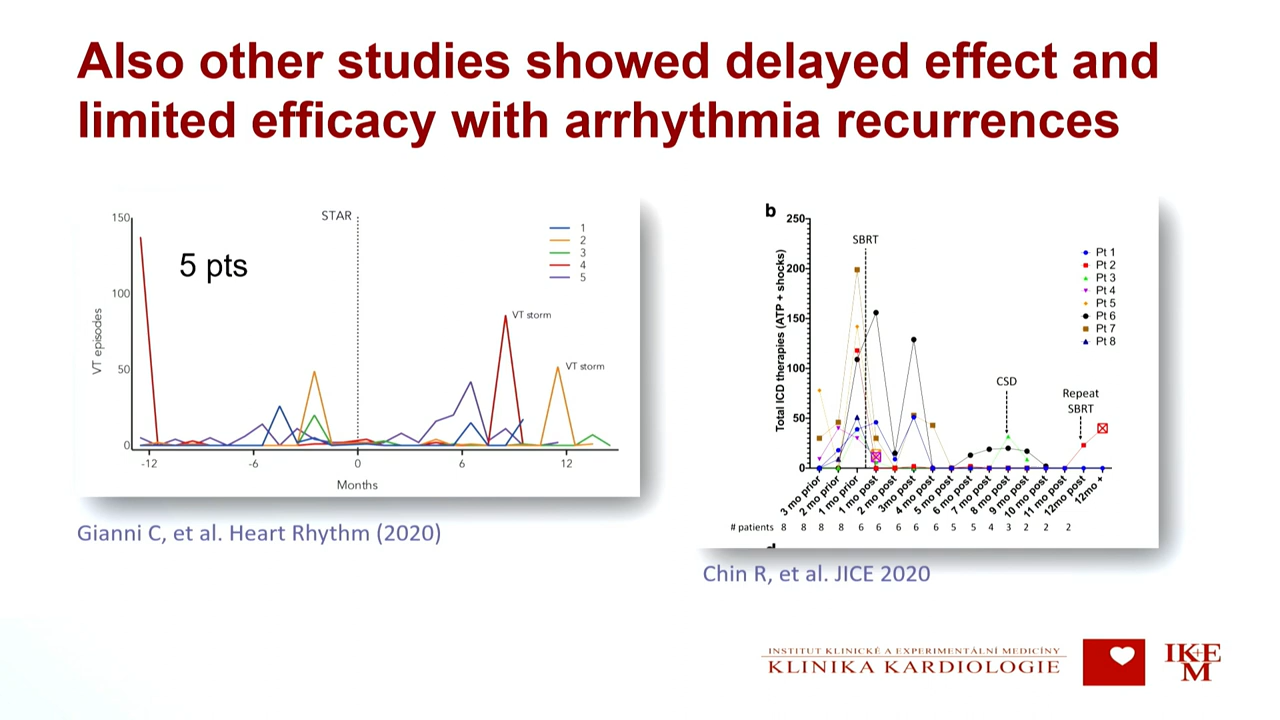 Also other studies showed delayed effect and
limited efficacy with arrhythmia recurrences
STAR
150
100
50
0
VT episodes
5 pts
1
2
3
4
5
VT storm
VT storm
-12 -6 0 6 12
Months
Gianni C, et al. Heart Rhythm (2020)
b
250
200
150
100
50
0
Total ICD therapies (ATP + shocks)
SBRT
Pt 1
Pt 2
Pt 3
Pt 4
Pt 5
Pt 6
Pt 7
Pt 8
CSD
Repeat
SBRT
3 mo prior
2 mo prior
1 mo prior
1 mo post
2 mo post
3mo post
4 mo post
5 mo post
6 mo post
7 mo post
8 mo post
9 mo post
10 mo post
11 mo post
12mo post
12mo +
# patients 8 8 8 8 6 6 6 6 6 5 5 4 3 2 2 2
Chin R, et al. JICE 2020
INSTITUT KLINICKÉ A EXPERIMENTÁLNÍ MEDICÍNY
KLINIKA KARDIOLOGIE
IK+E
M